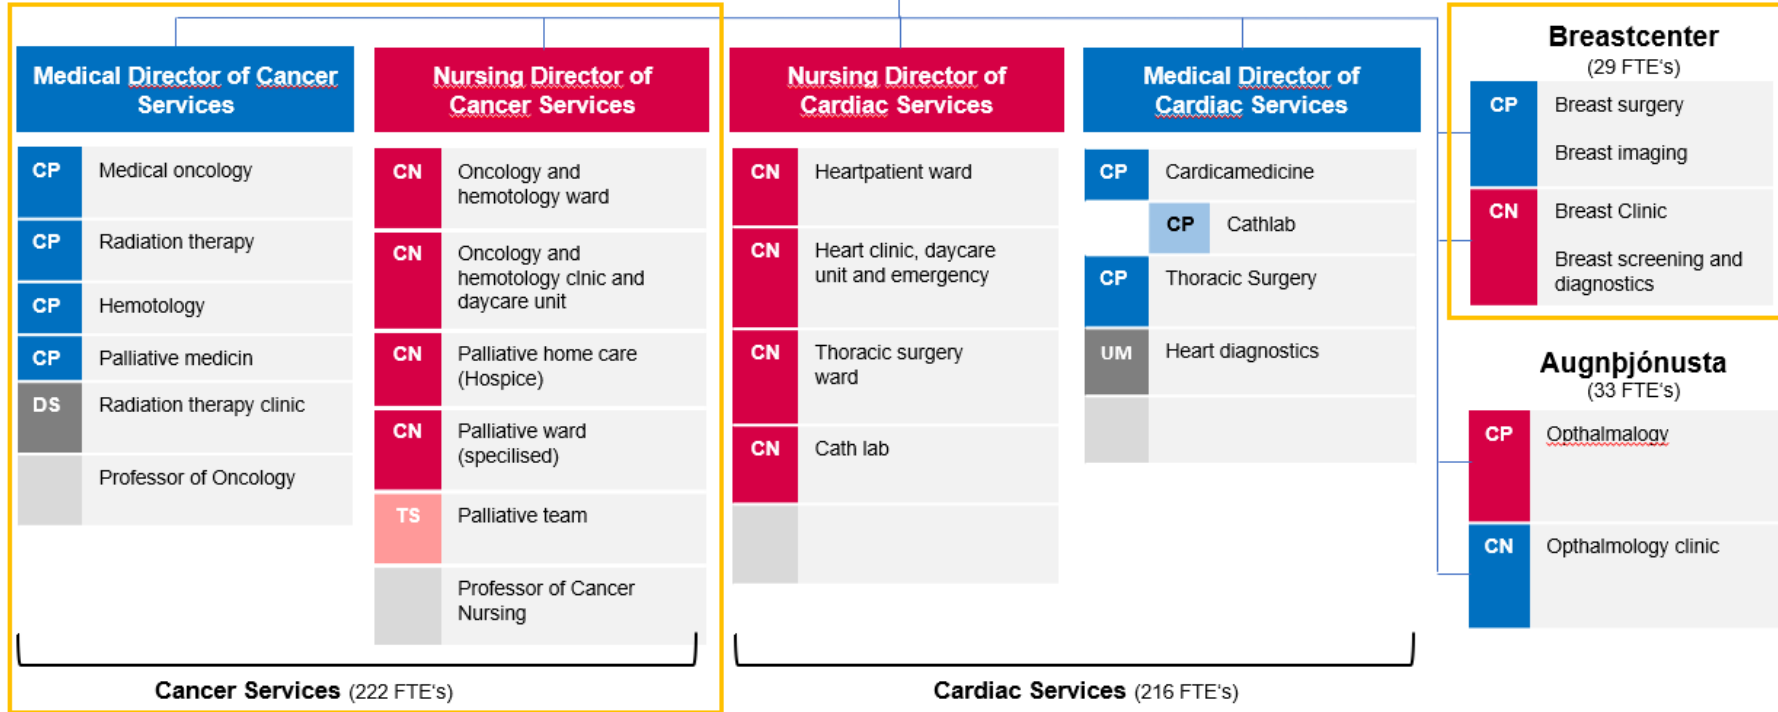 Medical Director of Cancer
Services
CP Medical oncology
CP Radiation therapy
CP Hemotology
CP Palliative medicin
DS Radiation therapy clinic
Professor of Oncology
Nursing Director of
Cancer Services
CN Oncology and
hemotology ward
CN Oncology and
hemotology clnic and
daycare unit
CN Palliative home care
(Hospice)
CN Palliative ward
(specilised)
TS Palliative team
Professor of Cancer
Nursing
Cancer Services (222 FTE‘s)
Nursing Director of
Cardiac Services
CN Heartpatient ward
CN Heart clinic, daycare
unit and emergency
CN Thoracic surgery
ward
CN Cath lab
Medical Director of
Cardiac Services
CP Cardicamedicine
CP Cathlab
CP Thoracic Surgery
UM Heart diagnostics
Cardiac Services (216 FTE‘s)
Breastcenter
(29 FTE‘s)
CP Breast surgery
Breast imaging
CN Breast Clinic
Breast screening and
diagnostics
Augnþjónusta
(33 FTE‘s)
CP Opthalmalogy
CN Opthalmology clinic